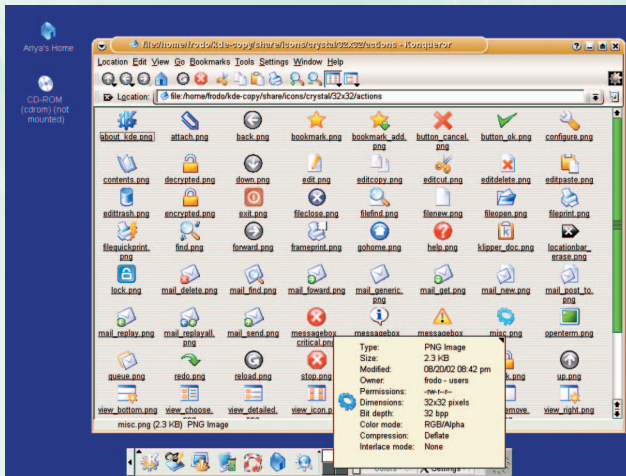 Ariya's Home
CD-ROM
(cdrom) (not
mounted)
file:/home/frodo/kde-copy/share/icons/crystal/32x32/actions - Konqueror
Location Edit View Go Bookmarks Tools Settings Window Help
Location: file:/home/frodo/kde-copy/share/icons/crystal/32x32/actions
about_kde.png attach.png back.png bookmark.png bookmark_add.png button_cancel.png button_ok.png configure.png
contents.png decrypted.png down.png edit.png editcopy.png editcut.png editdelete.png editpaste.png
edittrash.png encrypted.png exit.png fileclose.png filefind.png filenew.png fileopen.png fileprint.png
filequickprint.png find.png forward.png frameprint.png gohome.png help.png klipper_doc.png locationbar_erase.png
lock.png mail_delete.png mail_find.png mail_foward.png mail_generic.png mail_get.png mail_new.png mail_post_to.png
mail_replay.png mail_replayall.png mail_send.png messagebox_critical.png messagebox messagebox misc.png openterm.png
queue.png redo.png reload.png stop.png up.png
view_bottom.png view_choose. view_detailed. view_icon.p view_right.png
misc.png (2.3 KB) PNG Image
Type: PNG Image
Size: 2.3 KB
Modified: 08/20/02 08:42 pm
Owner: frodo - users
Permissions: -rw-r--r--
Dimensions: 32x32 pixels
Bit depth: 32 bpp
Color mode: RGB/Alpha
Compression: Deflate
Interlace mode: None